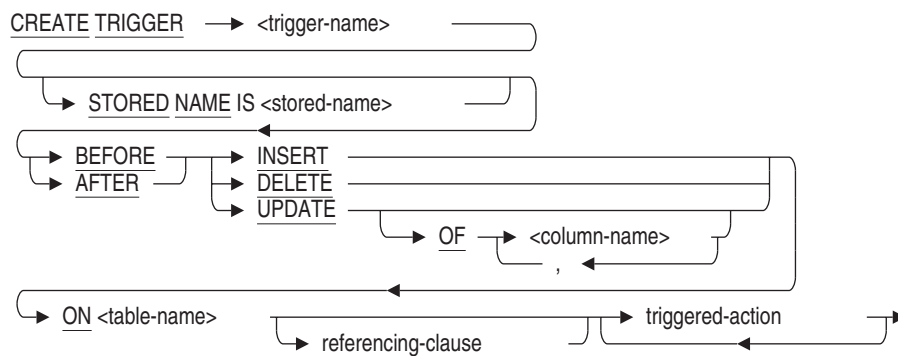 CREATE TRIGGER <trigger-name>
STORED NAME IS <stored-name>
BEFORE INSERT
AFTER DELETE
UPDATE
OF <column-name>
,
ON <table-name> triggered-action
referencing-clause